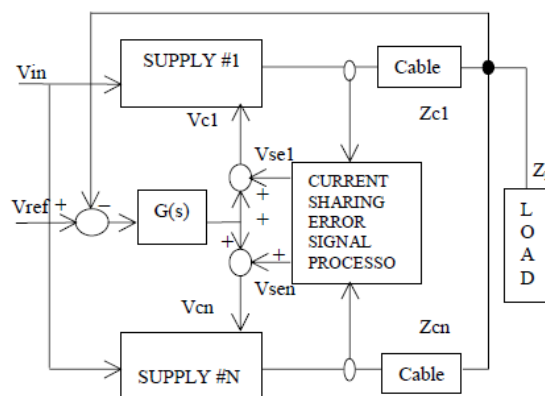 SUPPLY #1
Cable
Vin
Vc1
Zc1
Vse1
Z
Vref
+
−
G(s)
+
+
+
+
CURRENT
SHARING
ERROR
SIGNAL
PROCESSO
L
O
A
D
Vsen
Vcn
Zcn
SUPPLY #N
Cable